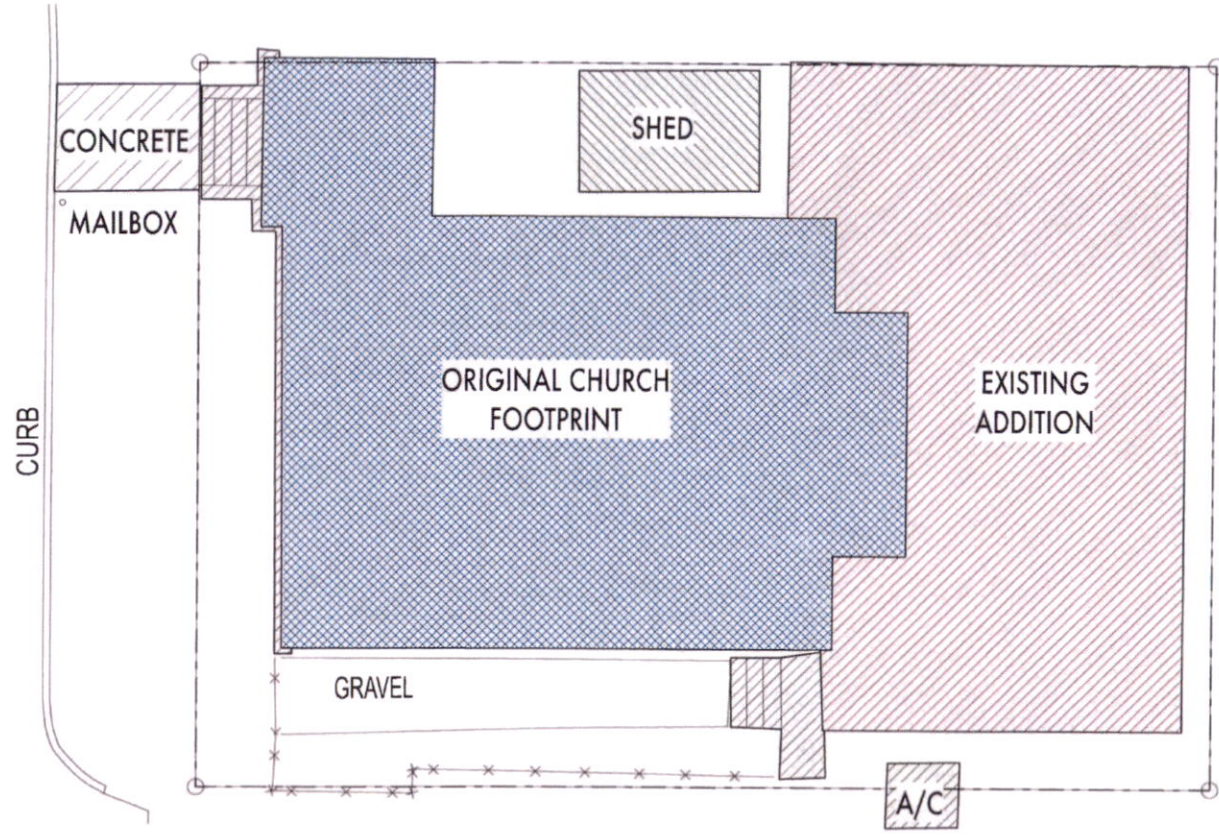 CONCRETE
SHED
MAILBOX
ORIGINAL CHURCH
FOOTPRINT
EXISTING
ADDITION
CURB
GRAVEL
A/C